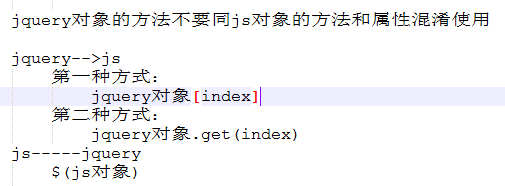 jquery对象的方法不要同js对象的方法和属性混淆使用
jquery-->js
第一种方式:
jquery对象[index]
第二种方式:
jquery对象.get(index)
js-----jquery
$(js对象)